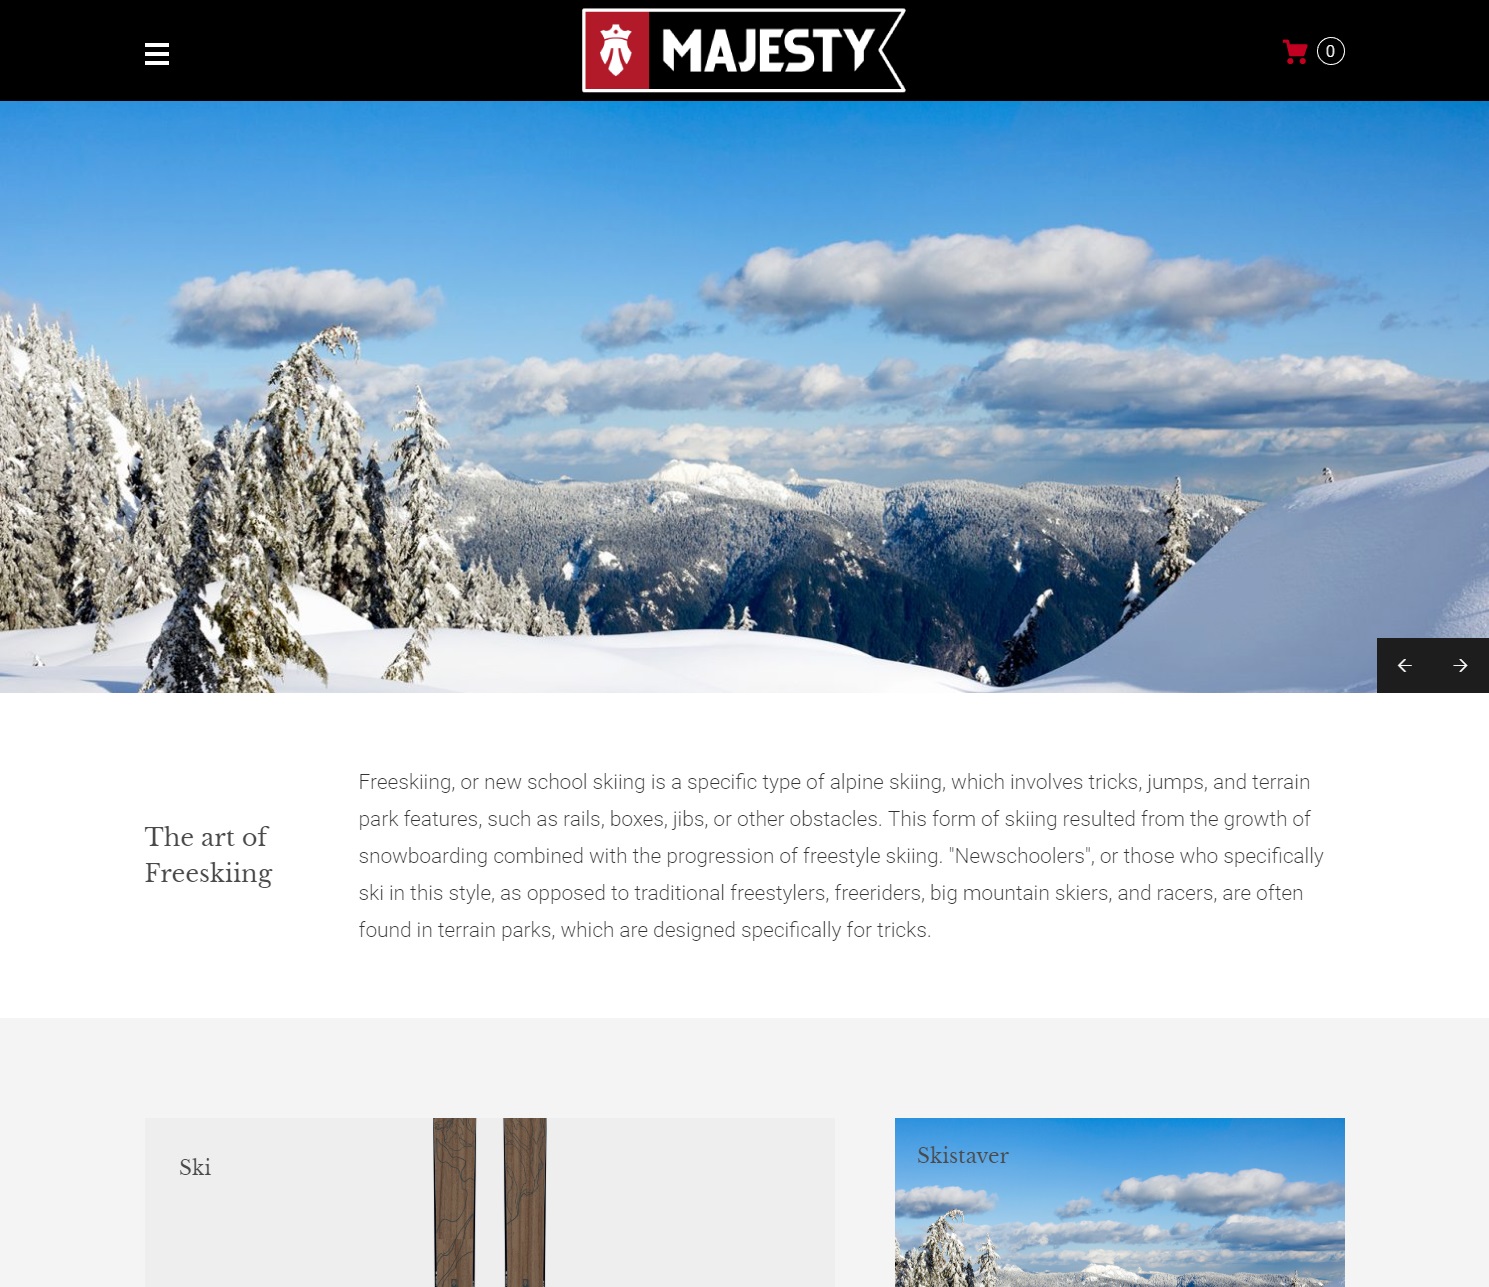 MAJESTY
0
The art of
Freeskiing
Freeskiing, or new school skiing is a specific type of alpine skiing, which involves tricks, jumps, and terrain
park features, such as rails, boxes, jibs, or other obstacles. This form of skiing resulted from the growth of
snowboarding combined with the progression of freestyle skiing. "Newschoolers", or those who specifically
ski in this style, as opposed to traditional freestylers, freeriders, big mountain skiers, and racers, are often
found in terrain parks, which are designed specifically for tricks.
Ski
Skistaver